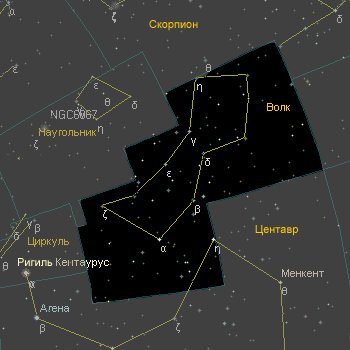 ζ
Скорпион
δ
ε
ε
θ
θ
η
δ
NGC6067
Волк
Наугольник
η
γ
ζ
δ
ε
ζ
β
γ
β
Циркуль
α
η
Центавр
θ
Ригиль Кентаурус
α
Менкент
θ
Агена
β
ζ